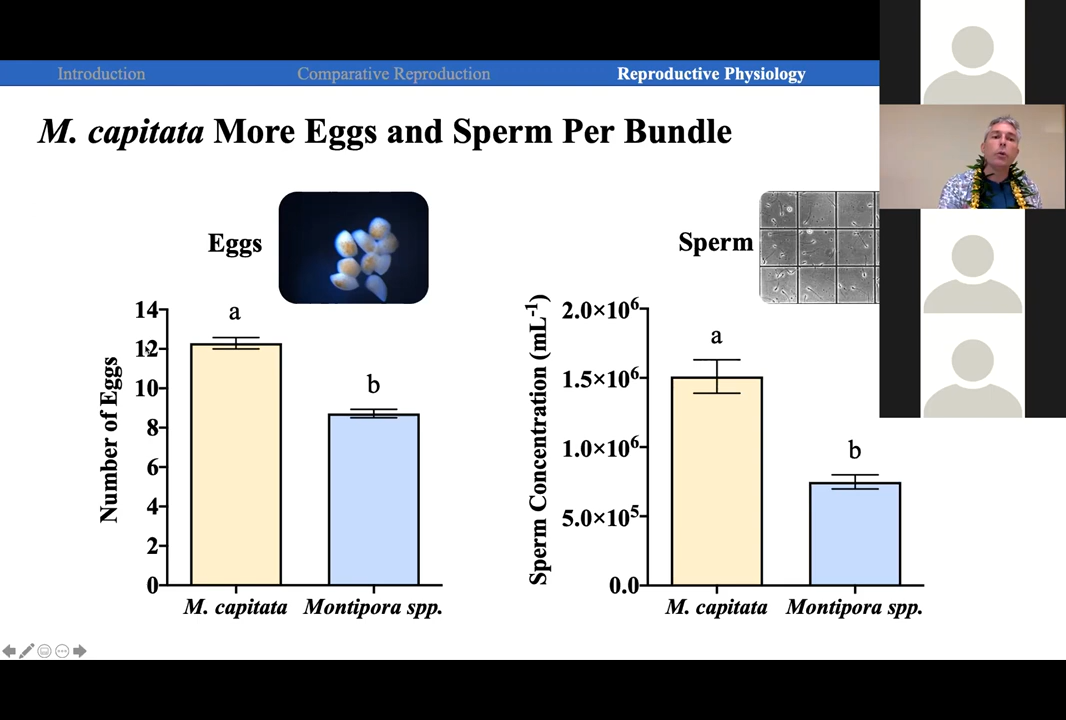 Introduction Comparative Reproduction Reproductive Physiology
M. capitata More Eggs and Sperm Per Bundle
Eggs
14
12
10
8
6
4
2
0
Number of Eggs
a
b
M. capitata Montipora spp.
Sperm
2.0×10⁶
1.5×10⁶
1.0×10⁶
5.0×10⁵
0.0
Sperm Concentration (mL⁻¹)
a
b
M. capitata Montipora spp.